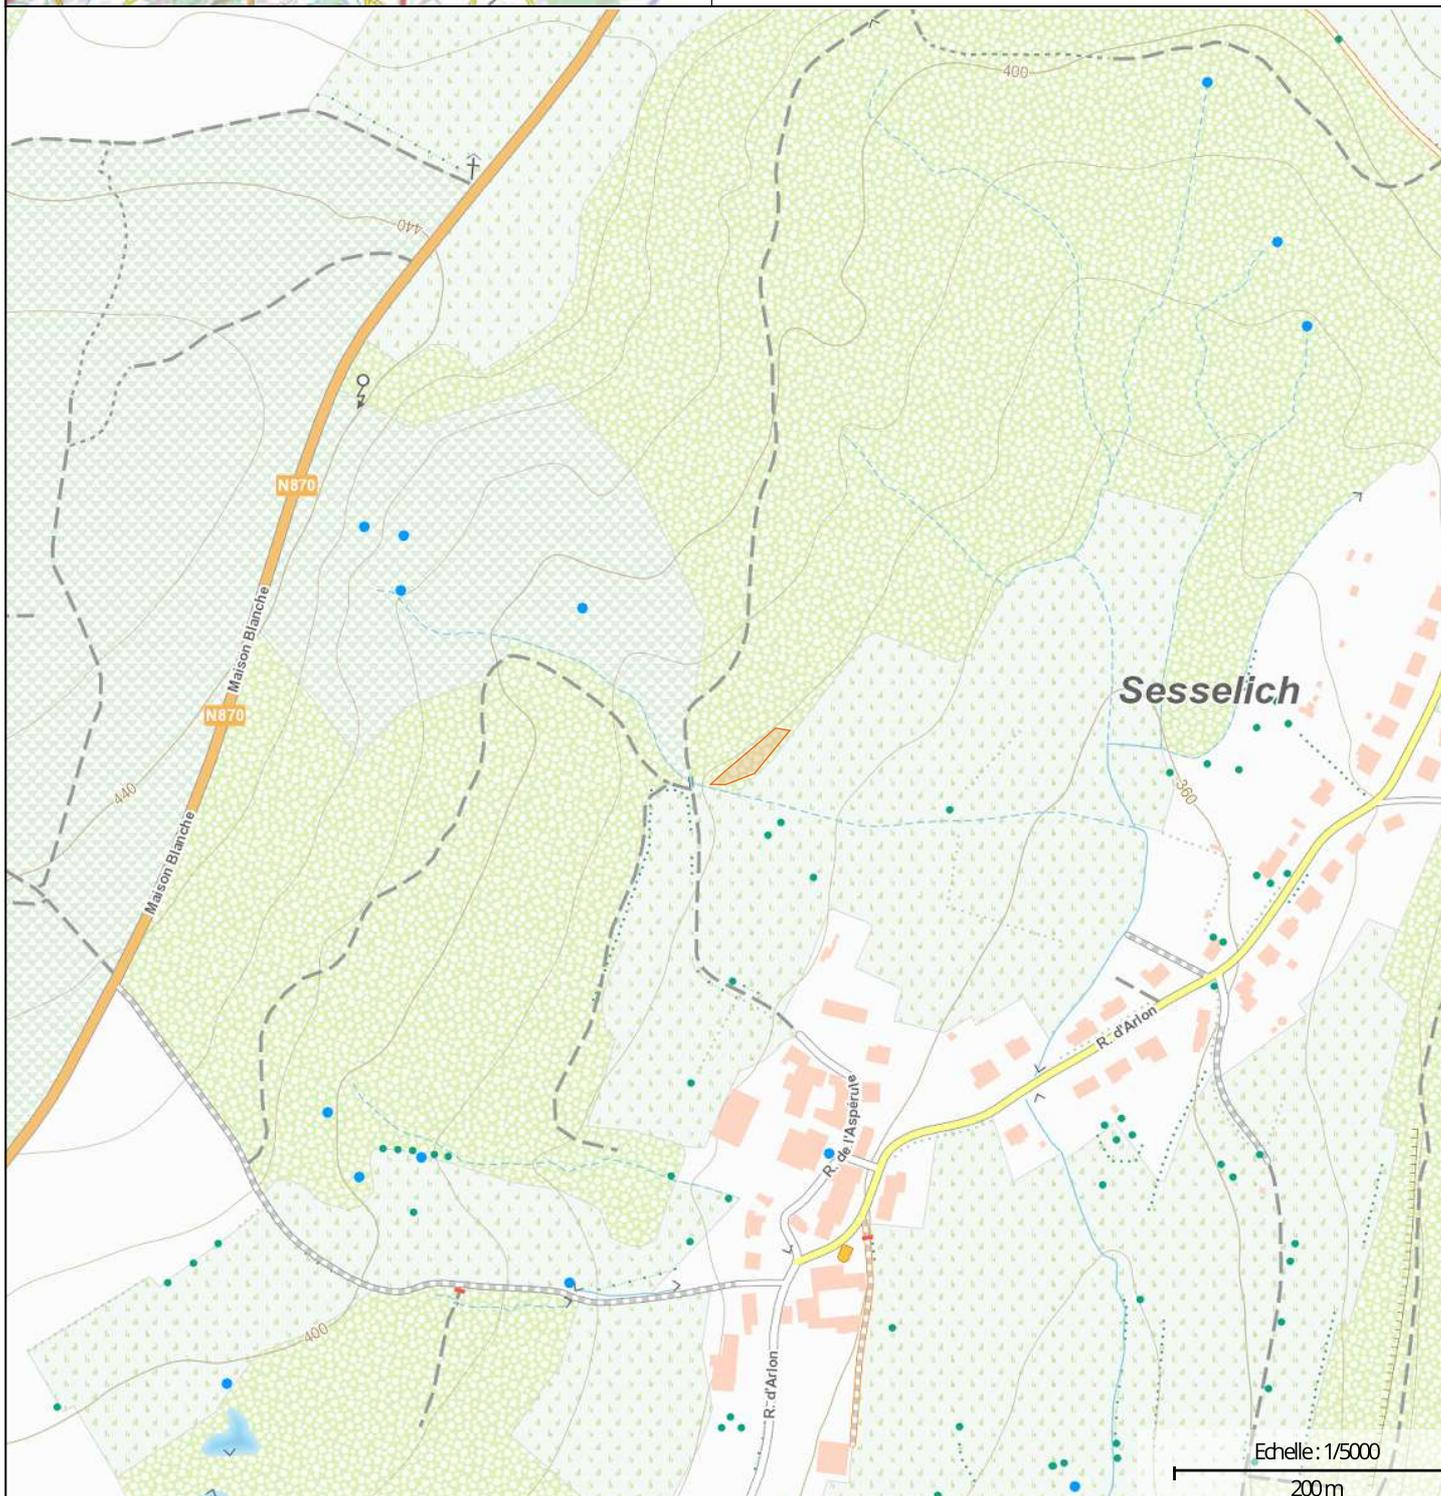 400
440
N870
Maison Blanche
Sesselich
N870
440
360
Maison Blanche
R. d'Arlon
R. de l'Aspérule
400
R. d'Arlon
Echelle : 1/5000
200 m